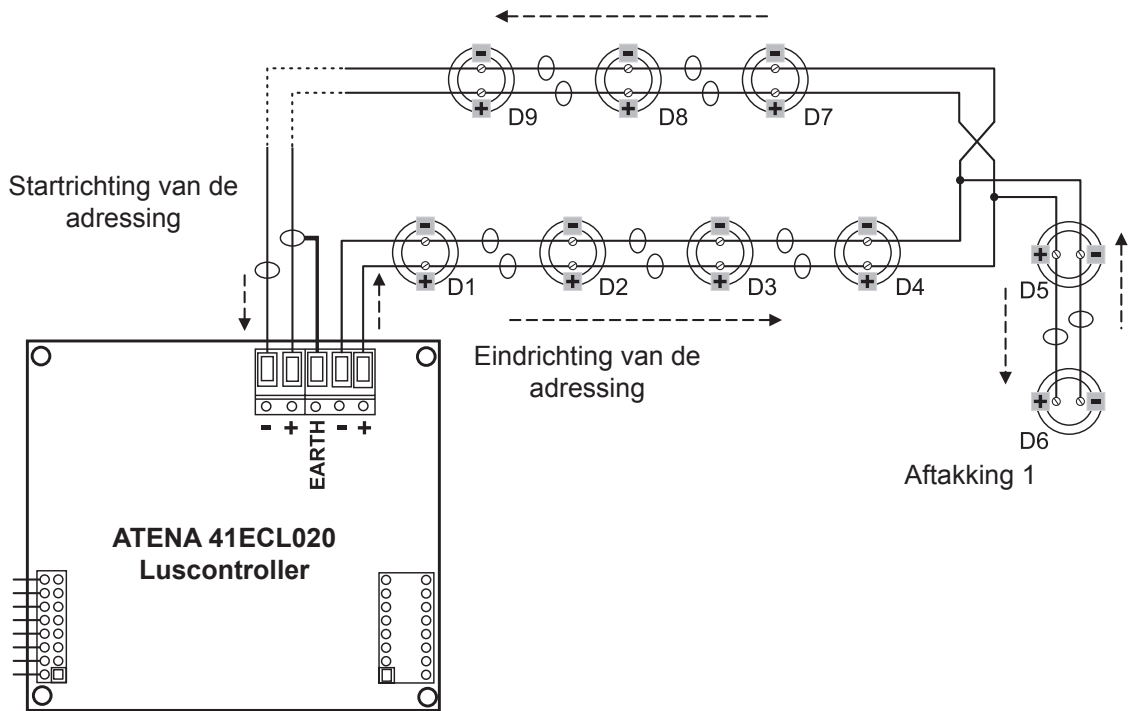 - - -
+ D9 + D8 + D7
Startrichting van de
adressing
- - - -
+ D1 + D2 + D3 + D4
+ -
D5
Eindrichting van de
adressing
+ -
D6
Aftakking 1
- + EARTH - +
ATENA 41ECL020
Luscontroller